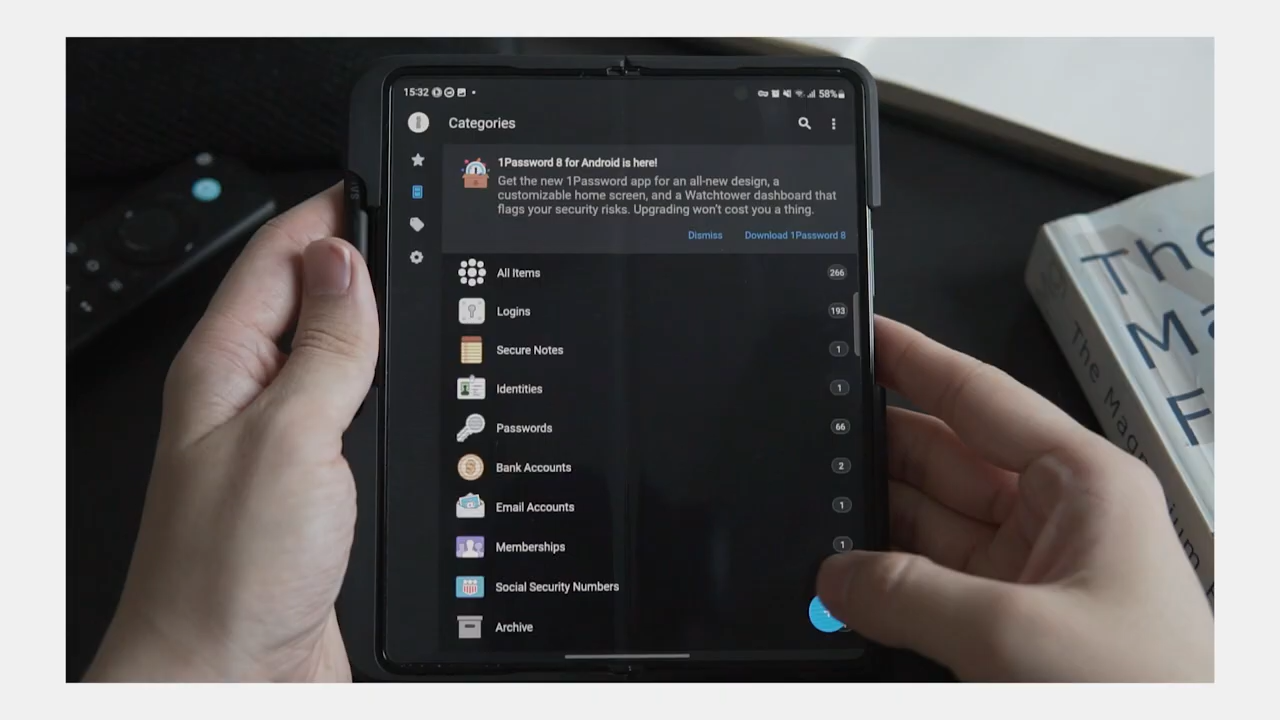 15:32
58%
Categories
1Password 8 for Android is here!
Get the new 1Password app for an all-new design, a
customizable home screen, and a Watchtower dashboard that
flags your security risks. Upgrading won't cost you a thing.
Dismiss Download 1Password 8
All Items 266
Logins 193
Secure Notes 1
Identities 1
Passwords 66
Bank Accounts 2
Email Accounts 1
Memberships 1
Social Security Numbers
Archive
The
Ma
F
The Magn